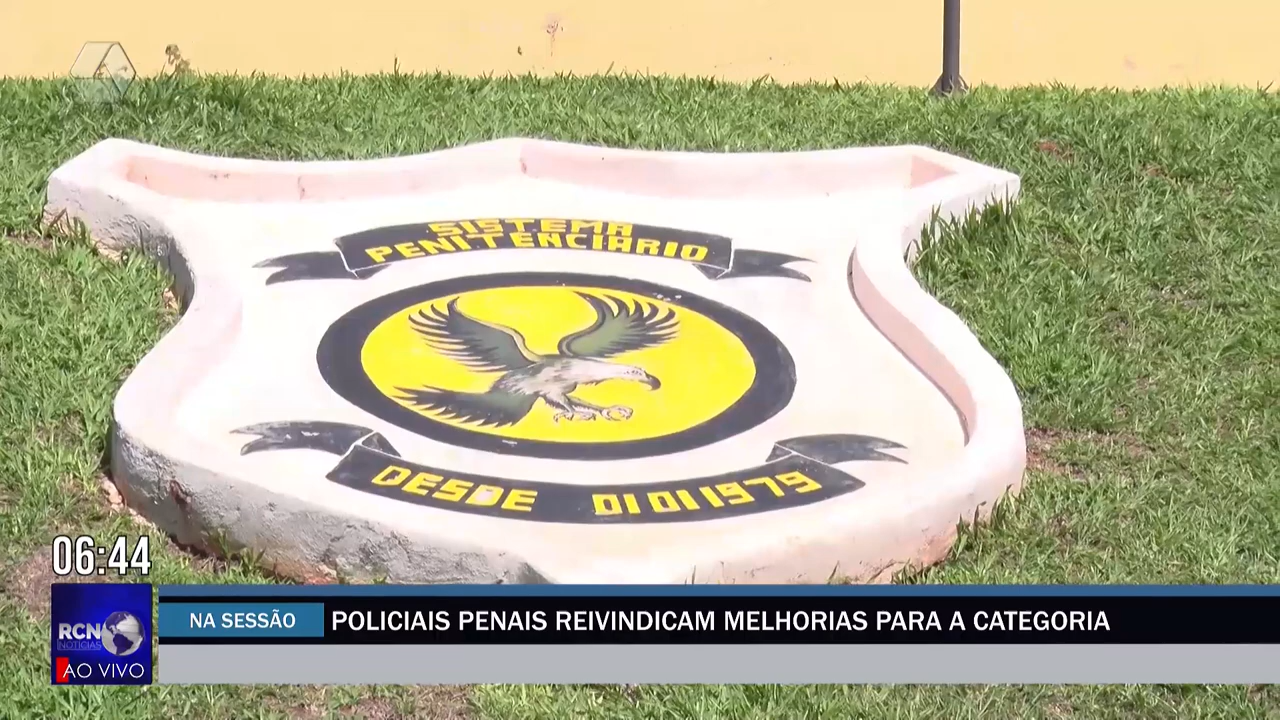 SISTEMA
PENITENCIÁRIO
DESDE 01 01 1979
06:44
NA SESSÃO
POLICIAIS PENAIS REIVINDICAM MELHORIAS PARA A CATEGORIA
RCN
NOTÍCIAS
AO VIVO